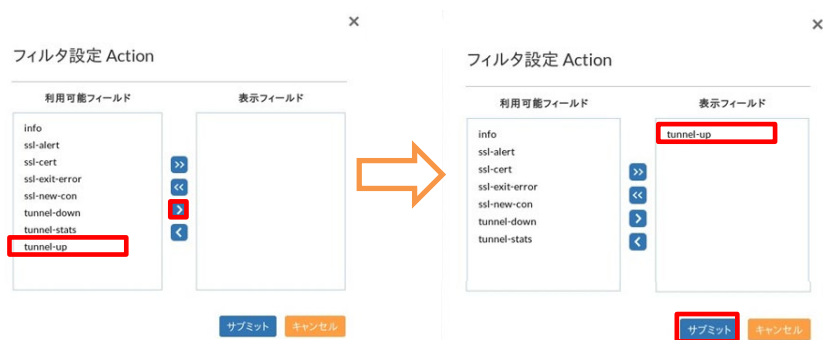 ×
フィルタ設定 Action
利用可能フィールド
表示フィールド
info
ssl-alert
ssl-cert
ssl-exit-error
ssl-new-con
tunnel-down
tunnel-stats
tunnel-up
>>
<<
>
<
サブミット
キャンセル
×
フィルタ設定 Action
利用可能フィールド
表示フィールド
info
ssl-alert
ssl-cert
ssl-exit-error
ssl-new-con
tunnel-down
tunnel-stats
>>
<<
>
<
tunnel-up
サブミット
キャンセル